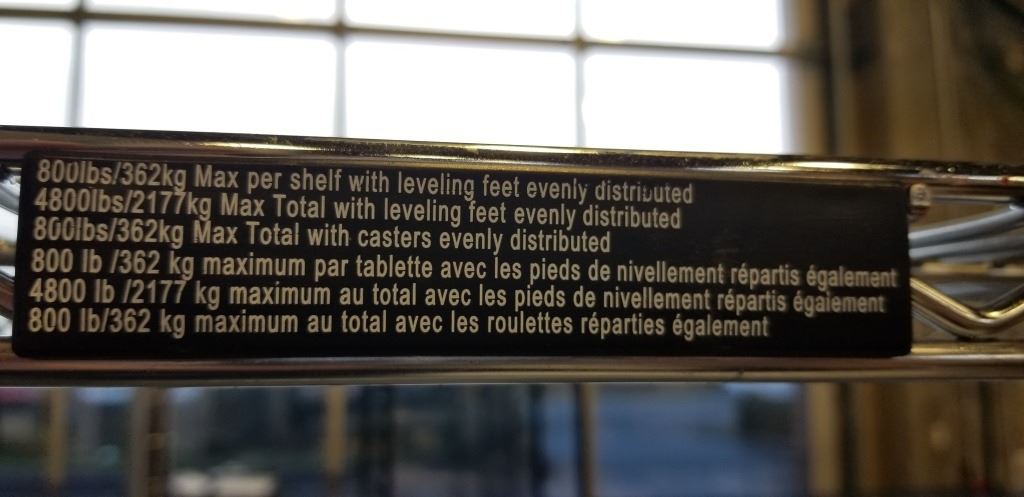 800lbs/362kg Max per shelf with leveling feet evenly distributed
4800lbs/2177kg Max Total with leveling feet evenly distributed
800lbs/362kg Max Total with casters evenly distributed
800 lb /362 kg maximum par tablette avec les pieds de nivellement répartis également
4800 lb /2177 kg maximum au total avec les pieds de nivellement répartis également
800 lb/362 kg maximum au total avec les roulettes réparties également